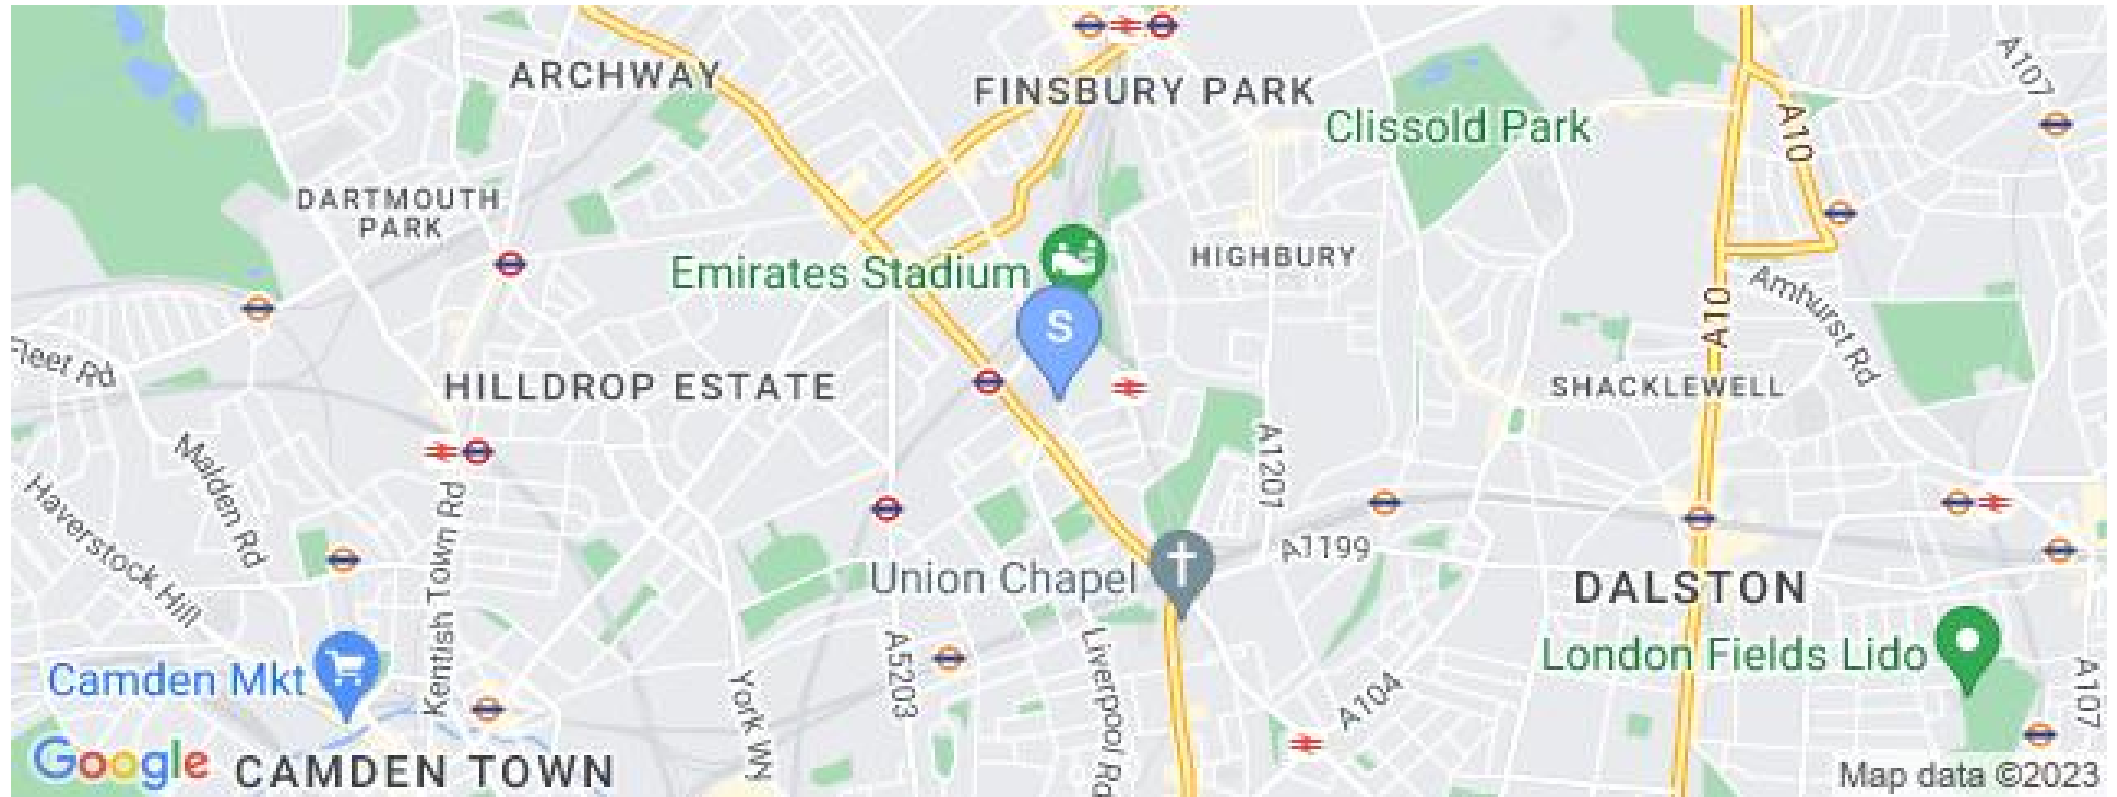 ARCHWAY
FINSBURY PARK
A107
Clissold Park
A10
DARTMOUTH
PARK
HIGHBURY
Emirates Stadium
Amhurst Rd
A10
S
Fleet Rd
HILLDROP ESTATE
SHACKLEWELL
A1201
Malden Rd
Haverstock Hill
Kentish Town Rd
A1199
Union Chapel
DALSTON
London Fields Lido
Camden Mkt
A5203
Liverpool Rd
York Wy
A104
A107
Google
CAMDEN TOWN
Map data ©2023